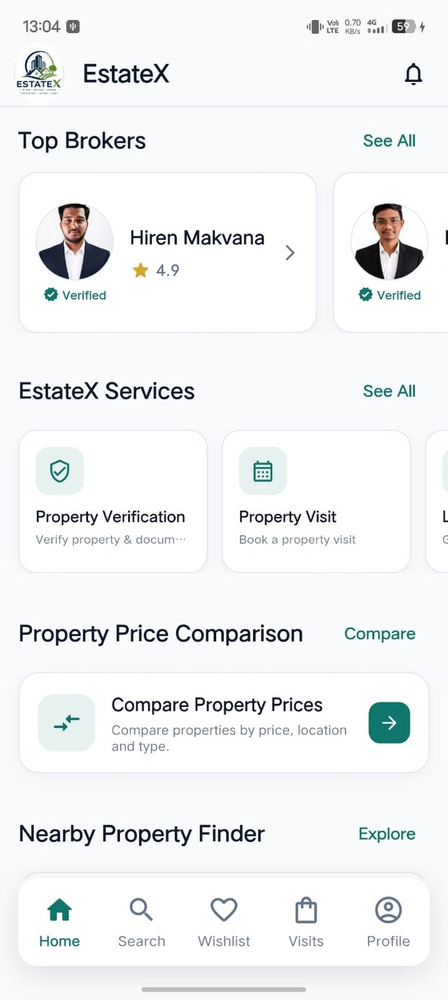 13:04
Vo))
LTE
0.70
KB/s
4G
59
ESTATEX
EstateX
Top Brokers
See All
Hiren Makvana
4.9
Verified
Verified
EstateX Services
See All
Property Verification
Verify property & docum···
Property Visit
Book a property visit
Property Price Comparison
Compare
Compare Property Prices
Compare properties by price, location
and type.
Nearby Property Finder
Explore
Home
Search
Wishlist
Visits
Profile